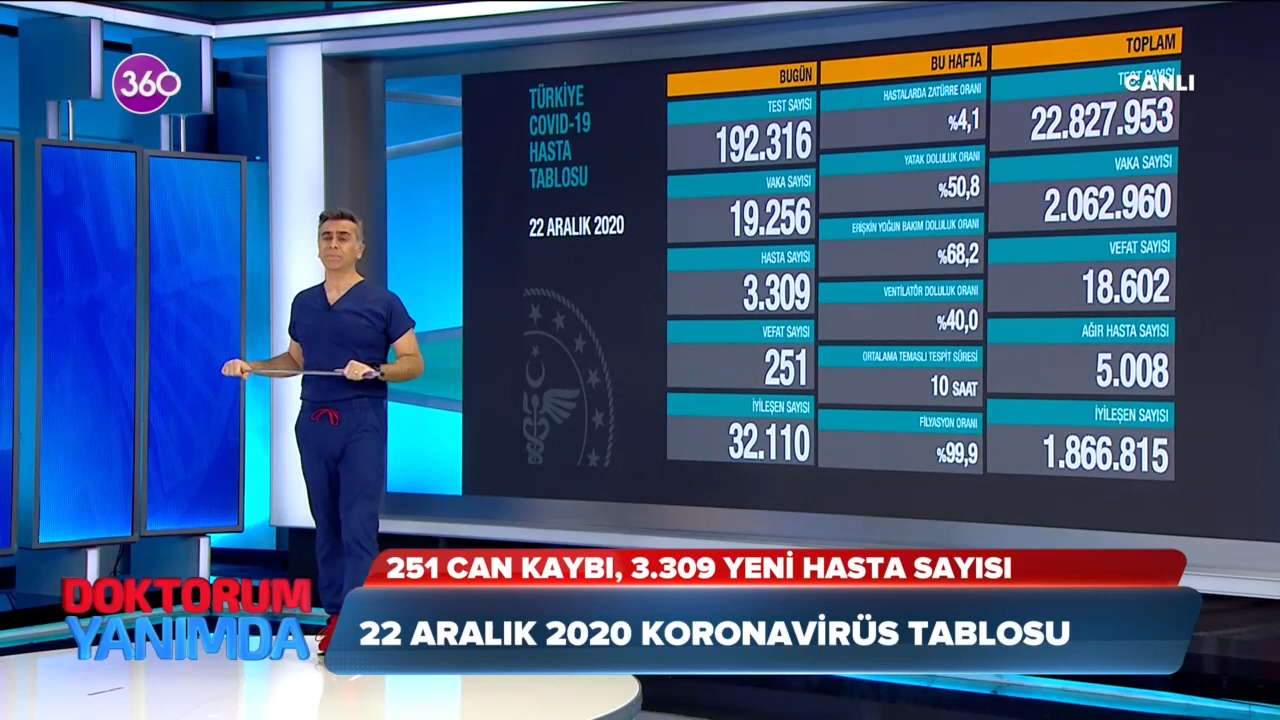 360
CANLI
TÜRKİYE
COVID-19
HASTA
TABLOSU
22 ARALIK 2020
BUGÜN
TEST SAYISI
192.316
VAKA SAYISI
19.256
HASTA SAYISI
3.309
VEFAT SAYISI
251
İYİLEŞEN SAYISI
32.110
BU HAFTA
HASTALARDA ZATÜRRE ORANI
%4,1
YATAK DOLULUK ORANI
%50,8
ERİŞKİN YOĞUN BAKIM DOLULUK ORANI
%68,2
VENTİLATÖR DOLULUK ORANI
%40,0
ORTALAMA TEMASLI TESPİT SÜRESİ
10 SAAT
FİLYASYON ORANI
%99,9
TOPLAM
TEST SAYISI
22.827.953
VAKA SAYISI
2.062.960
VEFAT SAYISI
18.602
AĞIR HASTA SAYISI
5.008
İYİLEŞEN SAYISI
1.866.815
251 CAN KAYBI, 3.309 YENİ HASTA SAYISI
DOKTORUM
YANIMDA
22 ARALIK 2020 KORONAVİRÜS TABLOSU